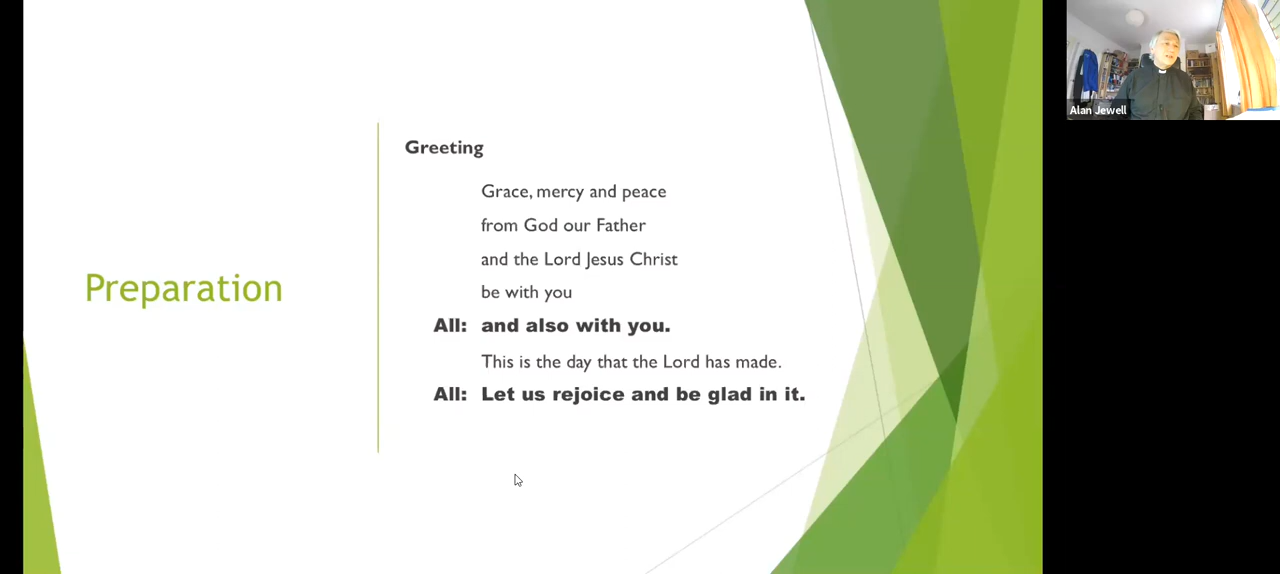 Preparation
Greeting
Grace, mercy and peace
from God our Father
and the Lord Jesus Christ
be with you
All: and also with you.
This is the day that the Lord has made.
All: Let us rejoice and be glad in it.
Alan Jewell